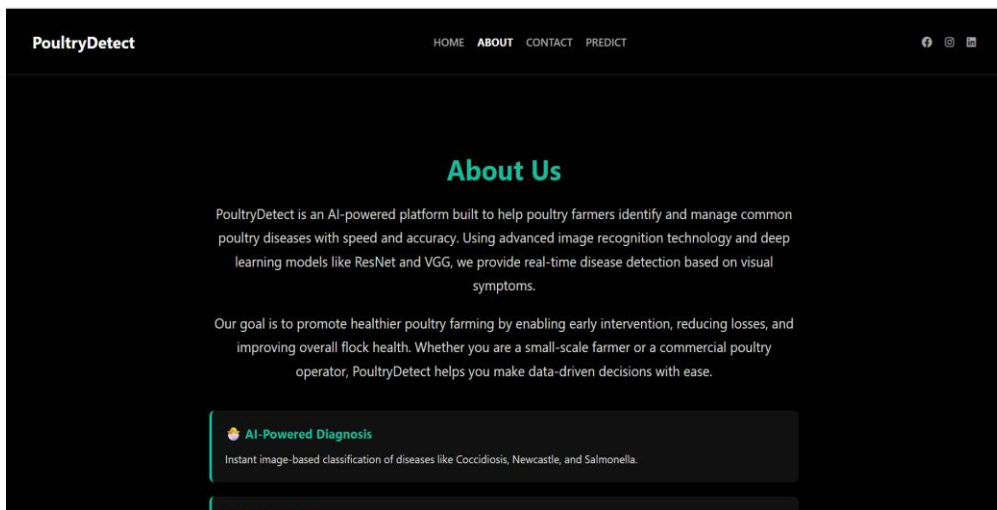 PoultryDetect
HOME ABOUT CONTACT PREDICT
About Us
PoultryDetect is an AI-powered platform built to help poultry farmers identify and manage common
poultry diseases with speed and accuracy. Using advanced image recognition technology and deep
learning models like ResNet and VGG, we provide real-time disease detection based on visual
symptoms.
Our goal is to promote healthier poultry farming by enabling early intervention, reducing losses, and
improving overall flock health. Whether you are a small-scale farmer or a commercial poultry
operator, PoultryDetect helps you make data-driven decisions with ease.
🐣 AI-Powered Diagnosis
Instant image-based classification of diseases like Coccidiosis, Newcastle, and Salmonella.